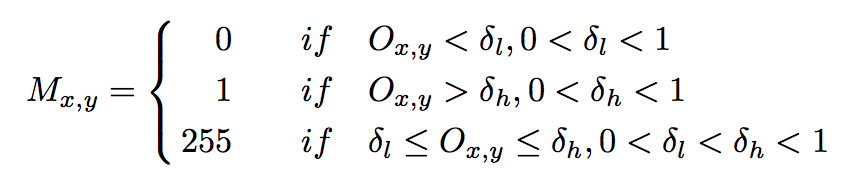 0 if O_{x,y} < δ_l, 0 < δ_l < 1
M_{x,y} = { 1 if O_{x,y} > δ_h, 0 < δ_h < 1
255 if δ_l ≤ O_{x,y} ≤ δ_h, 0 < δ_l < δ_h < 1